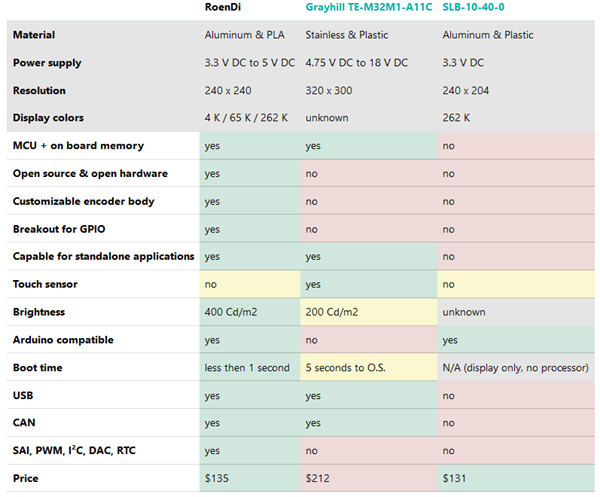 RoenDi Grayhill TE-M32M1-A11C SLB-10-40-0
Material Aluminum & PLA Stainless & Plastic Aluminum & Plastic
Power supply 3.3 V DC to 5 V DC 4.75 V DC to 18 V DC 3.3 V DC
Resolution 240 x 240 320 x 300 240 x 204
Display colors 4 K / 65 K / 262 K unknown 262 K
MCU + on board memory yes yes no
Open source & open hardware yes no no
Customizable encoder body yes no no
Breakout for GPIO yes no no
Capable for standalone applications yes yes no
Touch sensor no yes no
Brightness 400 Cd/m2 200 Cd/m2 unknown
Arduino compatible yes no yes
Boot time less then 1 second 5 seconds to O.S. N/A (display only, no processor)
USB yes yes no
CAN yes yes no
SAI, PWM, I²C, DAC, RTC yes no no
Price $135 $212 $131